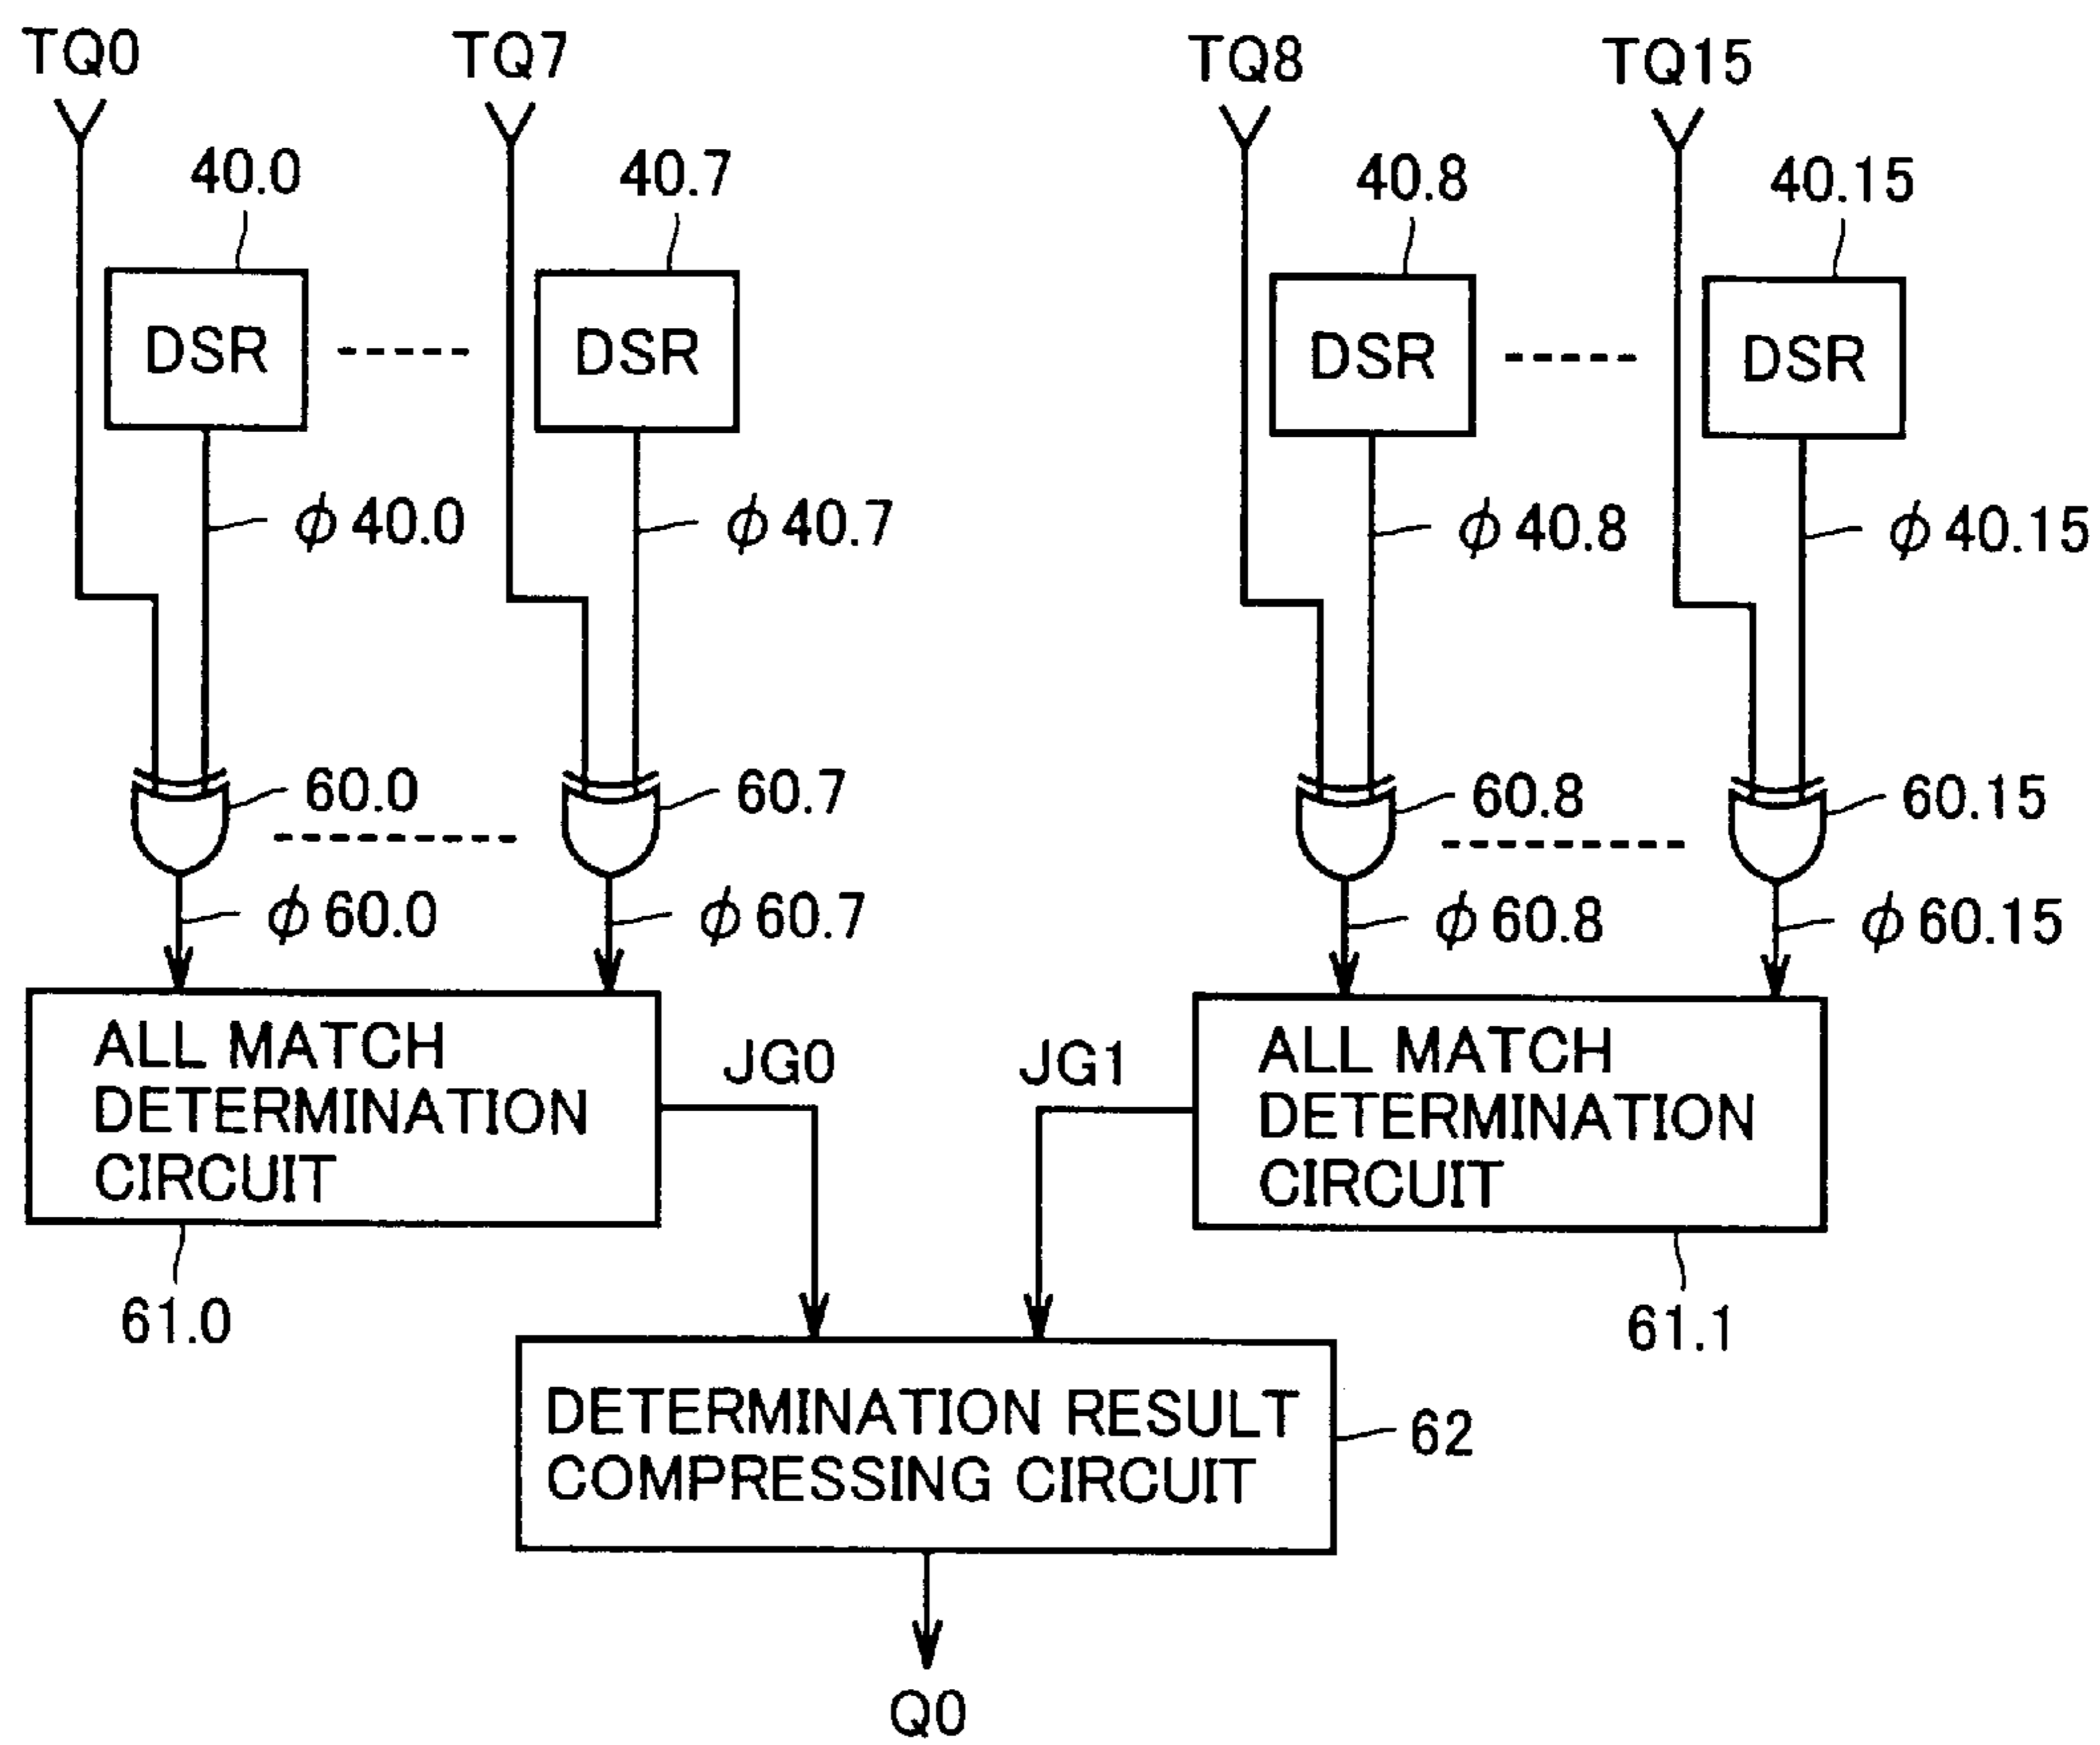 TQ0 TQ7 TQ8 TQ15
40.0 40.7 40.8 40.15
DSR DSR DSR DSR
ϕ40.0 ϕ40.7 ϕ40.8 ϕ40.15
60.0 60.7 60.8 60.15
ϕ60.0 ϕ60.7 ϕ60.8 ϕ60.15
ALL MATCH
DETERMINATION
CIRCUIT
JG0
JG1
ALL MATCH
DETERMINATION
CIRCUIT
61.0
61.1
DETERMINATION RESULT
COMPRESSING CIRCUIT
62
Q0